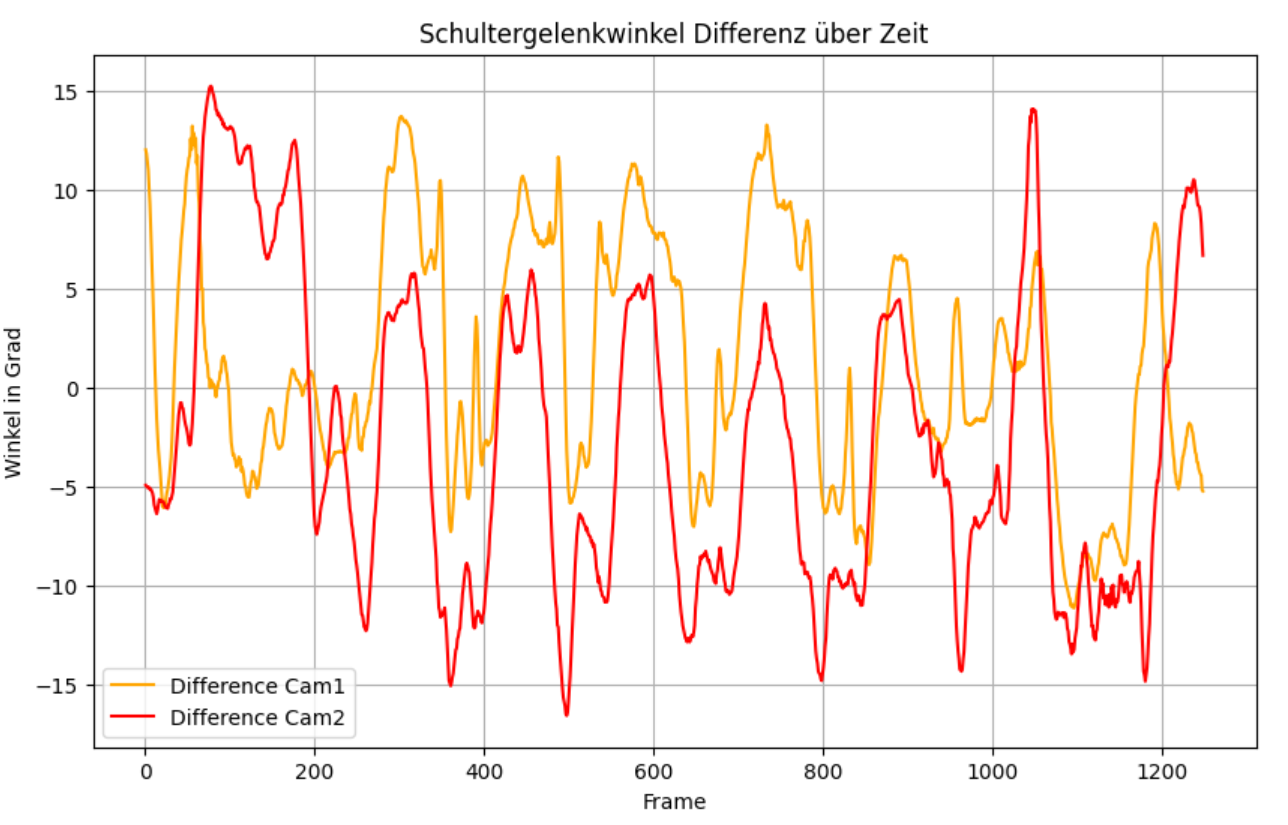 Schultergelenkwinkel Differenz über Zeit
Winkel in Grad
15
10
5
0
−5
−10
−15
Difference Cam1
Difference Cam2
0 200 400 600 800 1000 1200
Frame